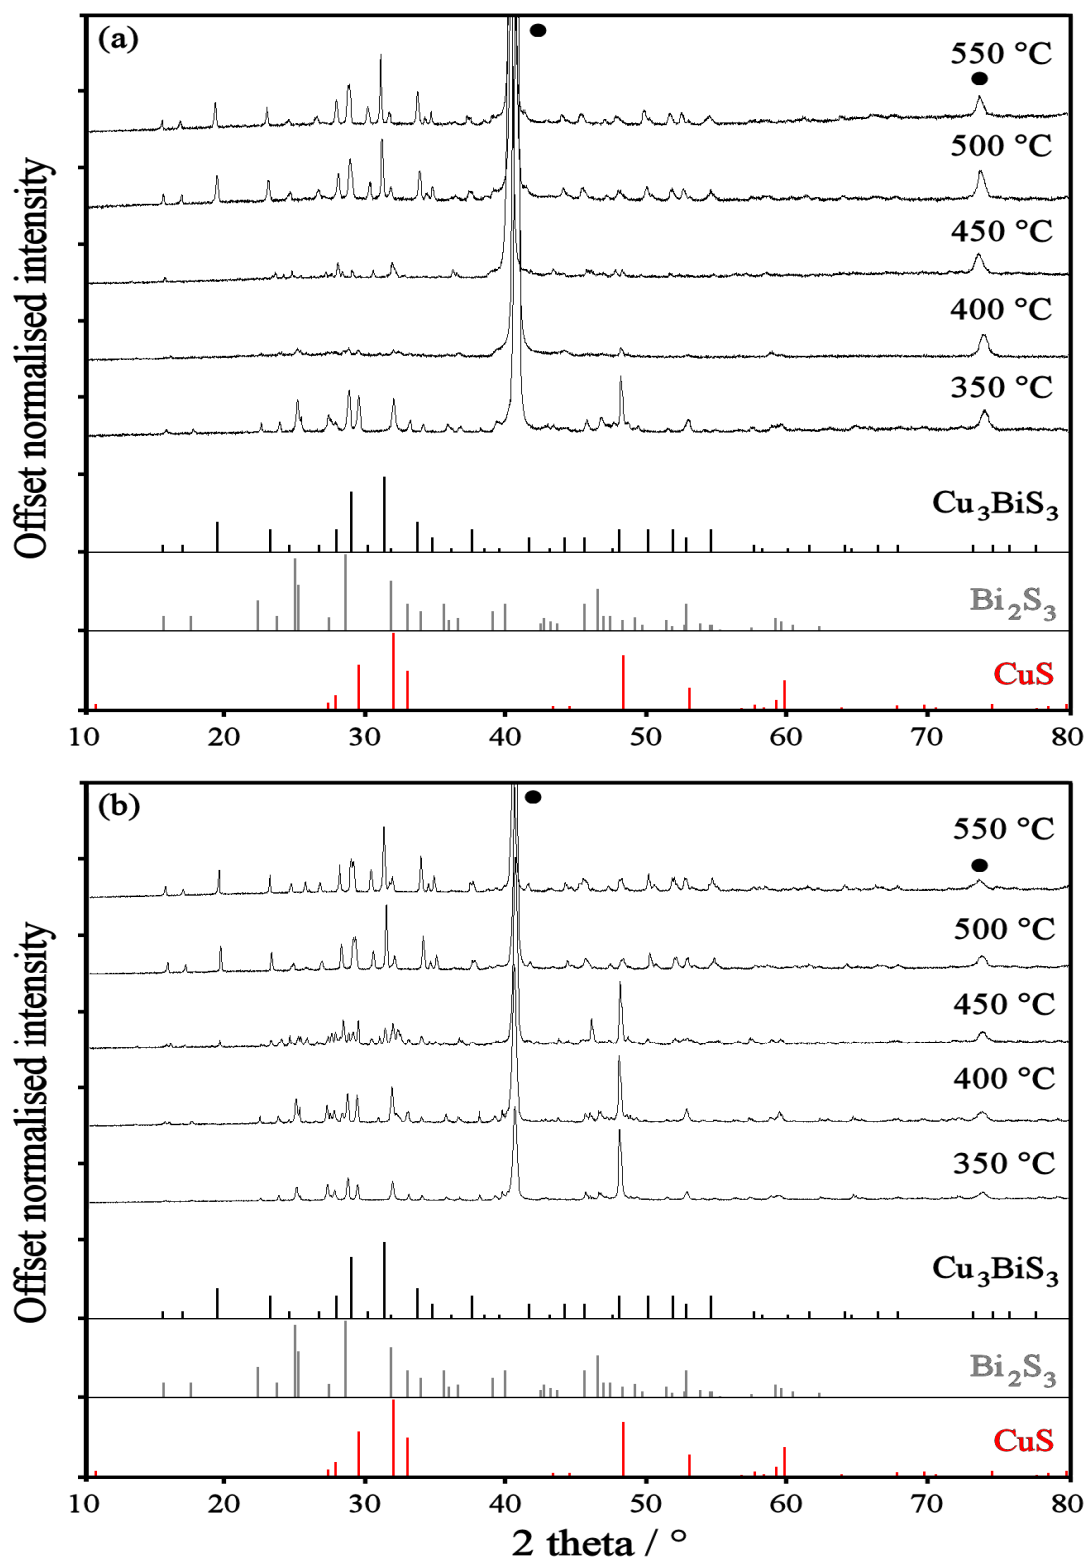 (a)
550 °C
500 °C
450 °C
400 °C
350 °C
Offset normalised intensity
Cu₃BiS₃
Bi₂S₃
CuS
10 20 30 40 50 60 70 80
(b)
550 °C
500 °C
450 °C
400 °C
350 °C
Offset normalised intensity
Cu₃BiS₃
Bi₂S₃
CuS
10 20 30 40 50 60 70 80
2 theta / °